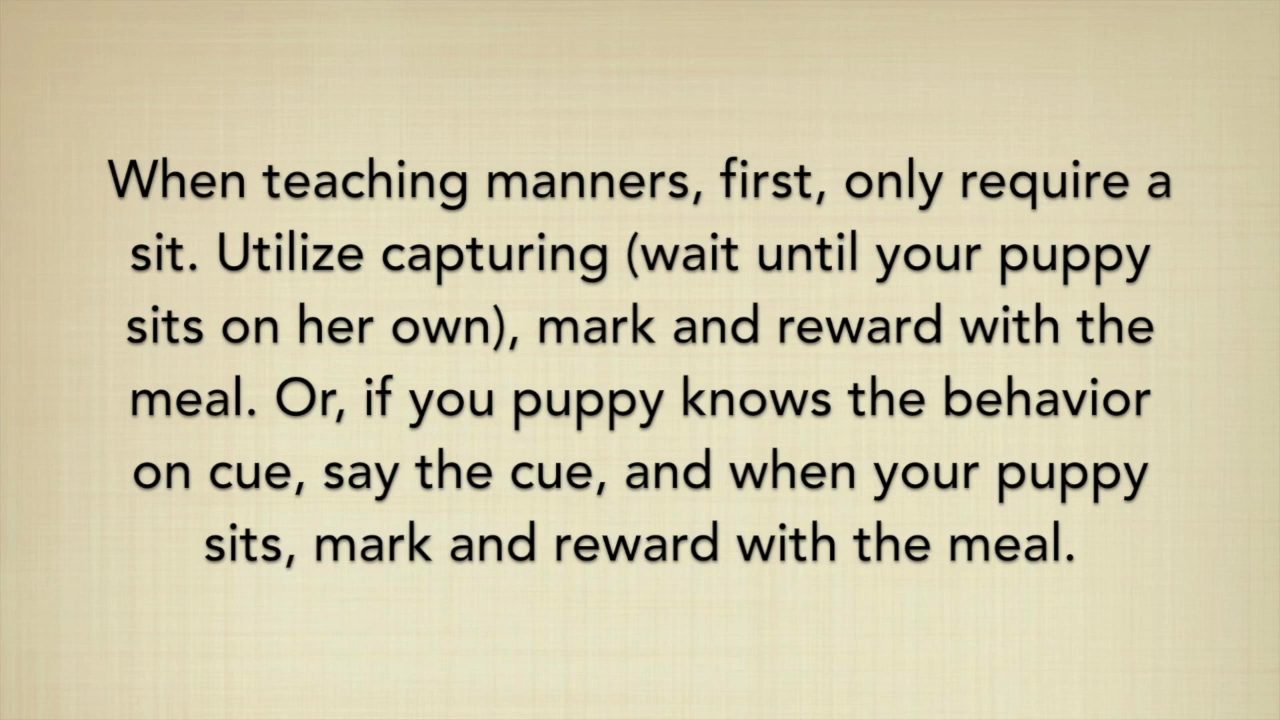 When teaching manners, first, only require a
sit. Utilize capturing (wait until your puppy
sits on her own), mark and reward with the
meal. Or, if you puppy knows the behavior
on cue, say the cue, and when your puppy
sits, mark and reward with the meal.